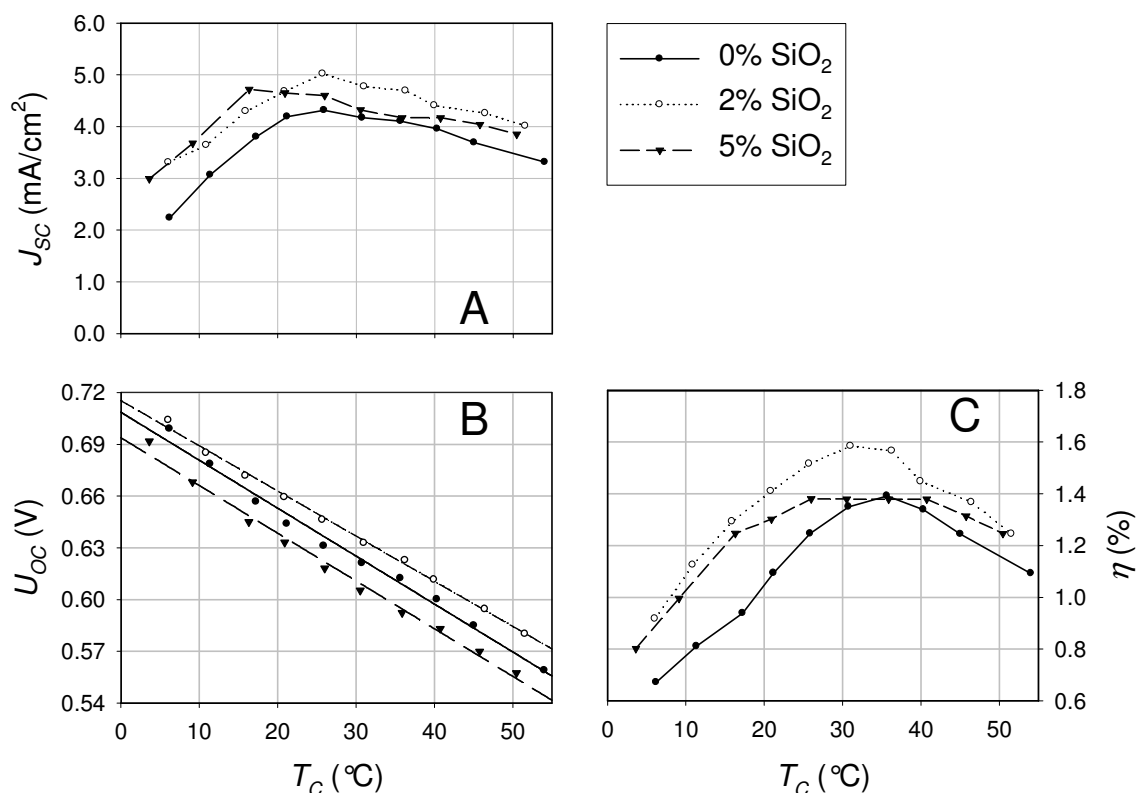 6.0
5.0
4.0
3.0
2.0
1.0
0.0
J_SC (mA/cm²)
A
0% SiO₂
2% SiO₂
5% SiO₂
0.72
0.69
0.66
0.63
0.60
0.57
0.54
U_OC (V)
B
0 10 20 30 40 50
T_C (°C)
C
1.8
1.6
1.4
1.2
1.0
0.8
0.6
η (%)
0 10 20 30 40 50
T_C (°C)